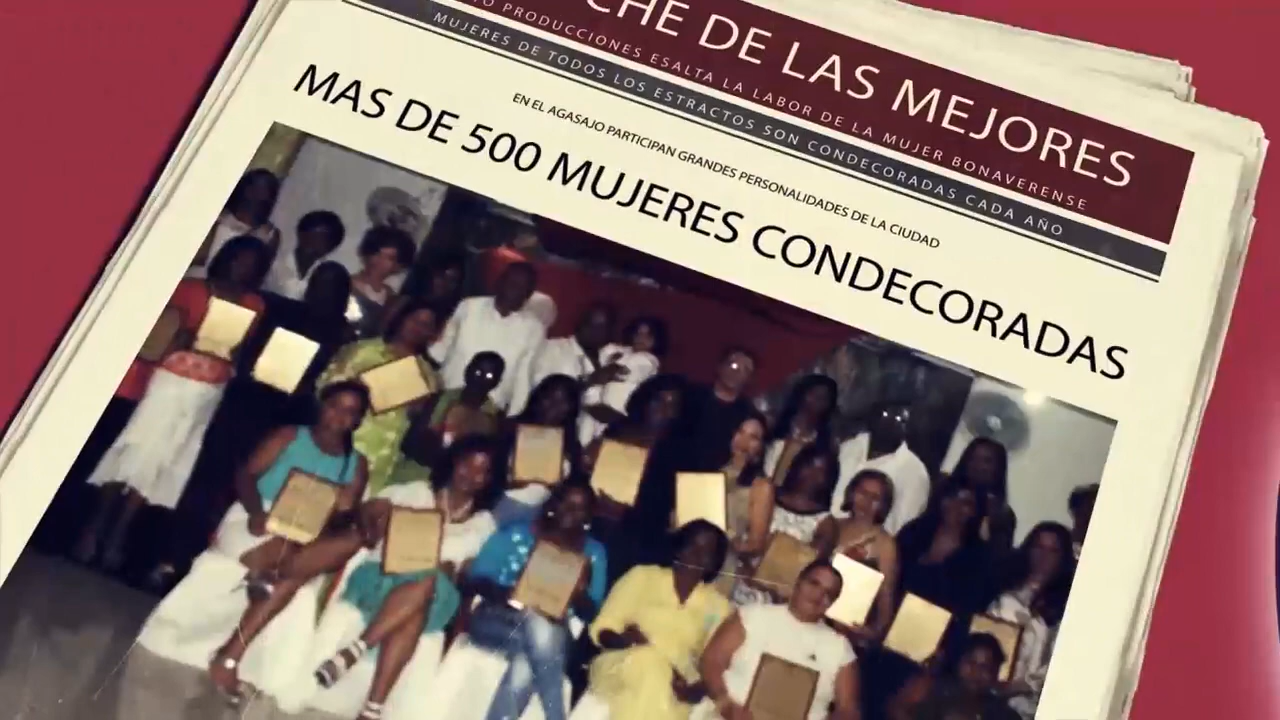 CHE DE LAS MEJORES
TO PRODUCCIONES ESALTA LA LABOR DE LA MUJER BONAVERENSE
MUJERES DE TODOS LOS ESTRACTOS SON CONDECORADAS CADA AÑO
EN EL AGASAJO PARTICIPAN GRANDES PERSONALIDADES DE LA CIUDAD
MAS DE 500 MUJERES CONDECORADAS